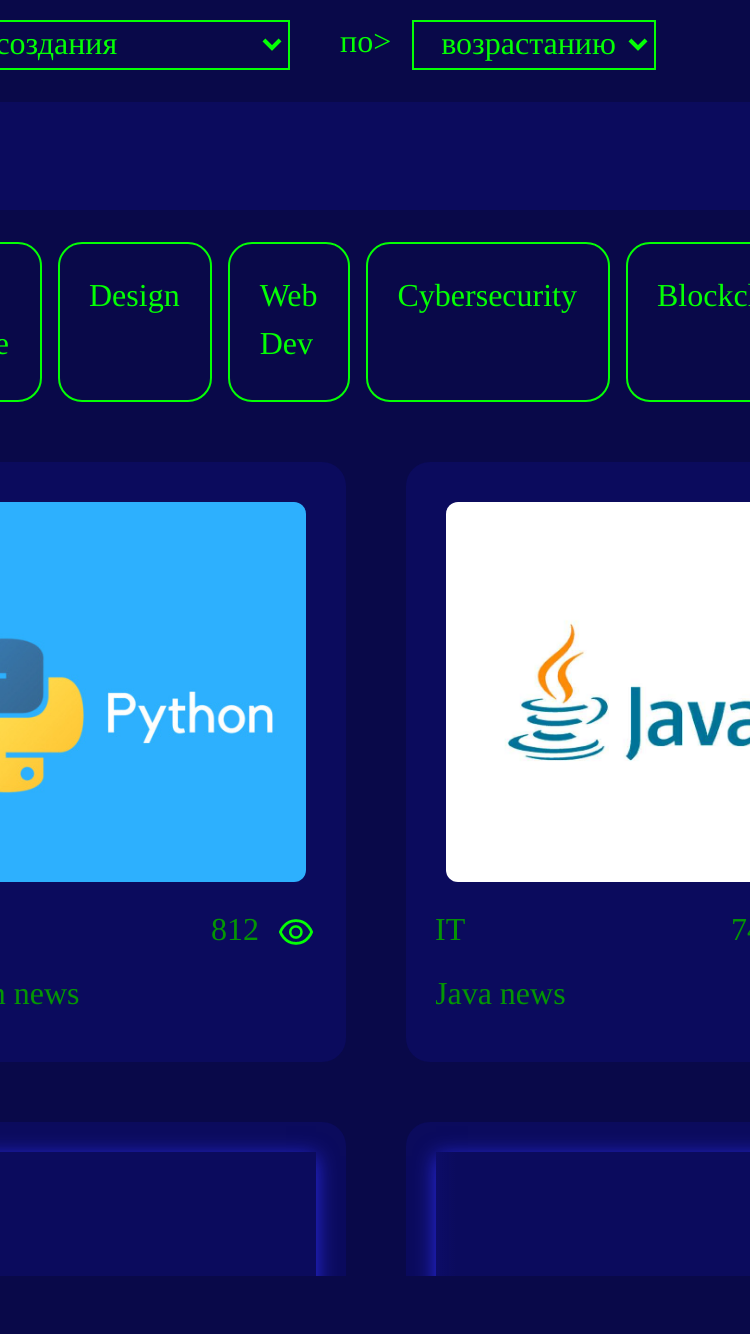 создания по> возрастанию
Design Web Cybersecurity
Dev
Python Java
812 IT
news Java news